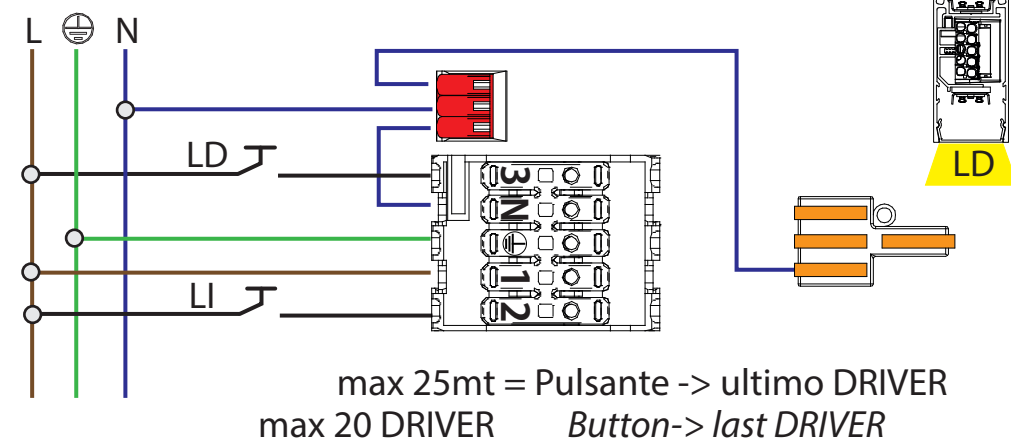 L N
LD
LI
3
N
1
2
LD
max 25mt = Pulsante -> ultimo DRIVER
max 20 DRIVER Button-> last DRIVER